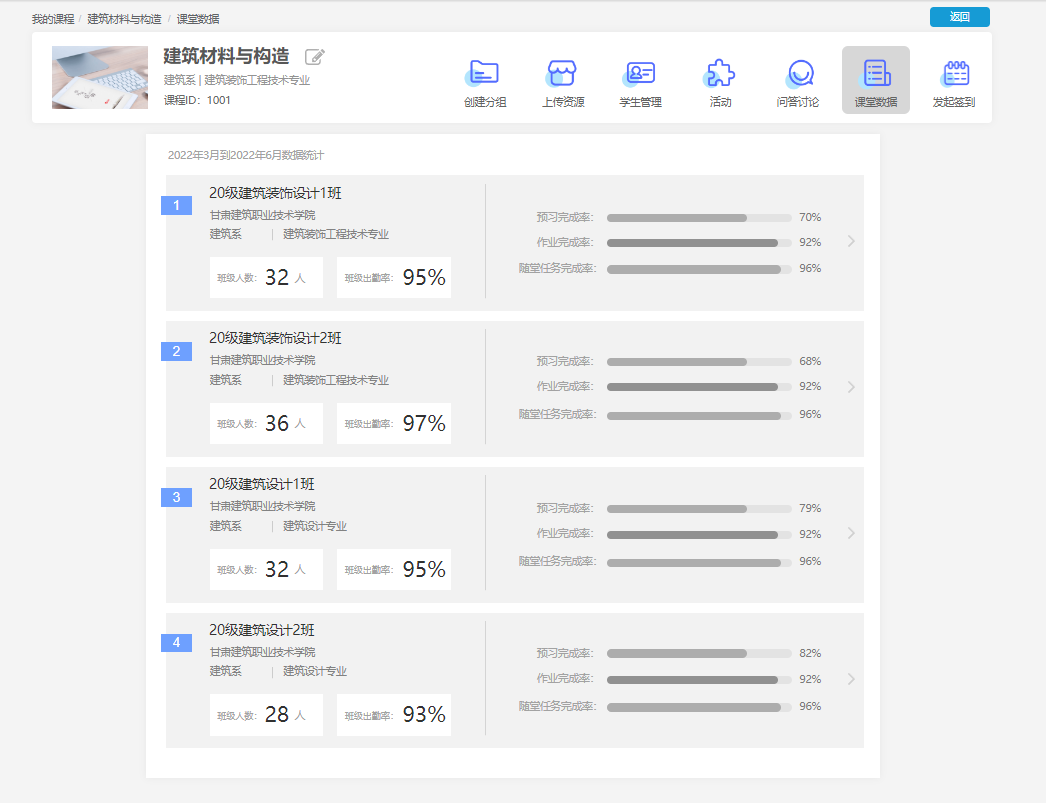 我的课程 / 建筑材料与构造 / 课堂数据
返回
建筑材料与构造
建筑系 | 建筑装饰工程技术专业
课程ID： 1001
创建分组
上传资源
学生管理
活动
问答讨论
课堂数据
发起签到
2022年3月到2022年6月数据统计
1
20级建筑装饰设计1班
甘肃建筑职业技术学院
建筑系 | 建筑装饰工程技术专业
班级人数: 32 人
班级出勤率: 95%
预习完成率: 70%
作业完成率: 92%
随堂任务完成率: 96%
2
20级建筑装饰设计2班
甘肃建筑职业技术学院
建筑系 | 建筑装饰工程技术专业
班级人数: 36 人
班级出勤率: 97%
预习完成率: 68%
作业完成率: 92%
随堂任务完成率: 96%
3
20级建筑设计1班
甘肃建筑职业技术学院
建筑系 | 建筑设计专业
班级人数: 32 人
班级出勤率: 95%
预习完成率: 79%
作业完成率: 92%
随堂任务完成率: 96%
4
20级建筑设计2班
甘肃建筑职业技术学院
建筑系 | 建筑设计专业
班级人数: 28 人
班级出勤率: 93%
预习完成率: 82%
作业完成率: 92%
随堂任务完成率: 96%